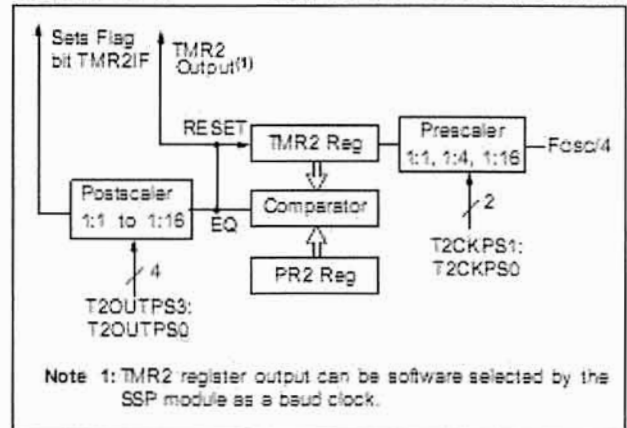 Sets Flag
bit TMR2IF
TMR2
Output(1)
RESET
TMR2 Reg
Prescaler
1:1, 1:4, 1:16
Fosc/4
Postscaler
1:1 to 1:16
EQ
Comparator
2
4
PR2 Reg
T2CKPS1:
T2CKPS0
T2OUTPS3:
T2OUTPS0
Note 1: TMR2 register output can be software selected by the
SSP module as a baud clock.